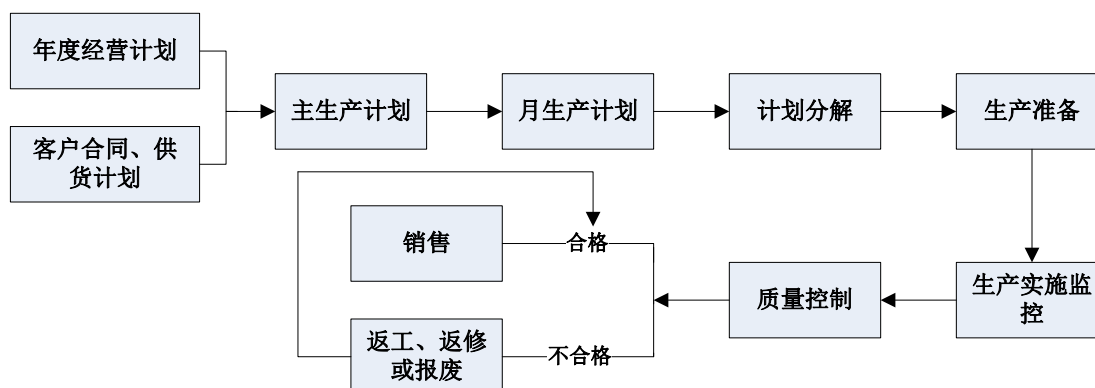 年度经营计划
客户合同、供
货计划
主生产计划
月生产计划
计划分解
生产准备
销售
合格
质量控制
生产实施监
控
返工、返修
或报废
不合格